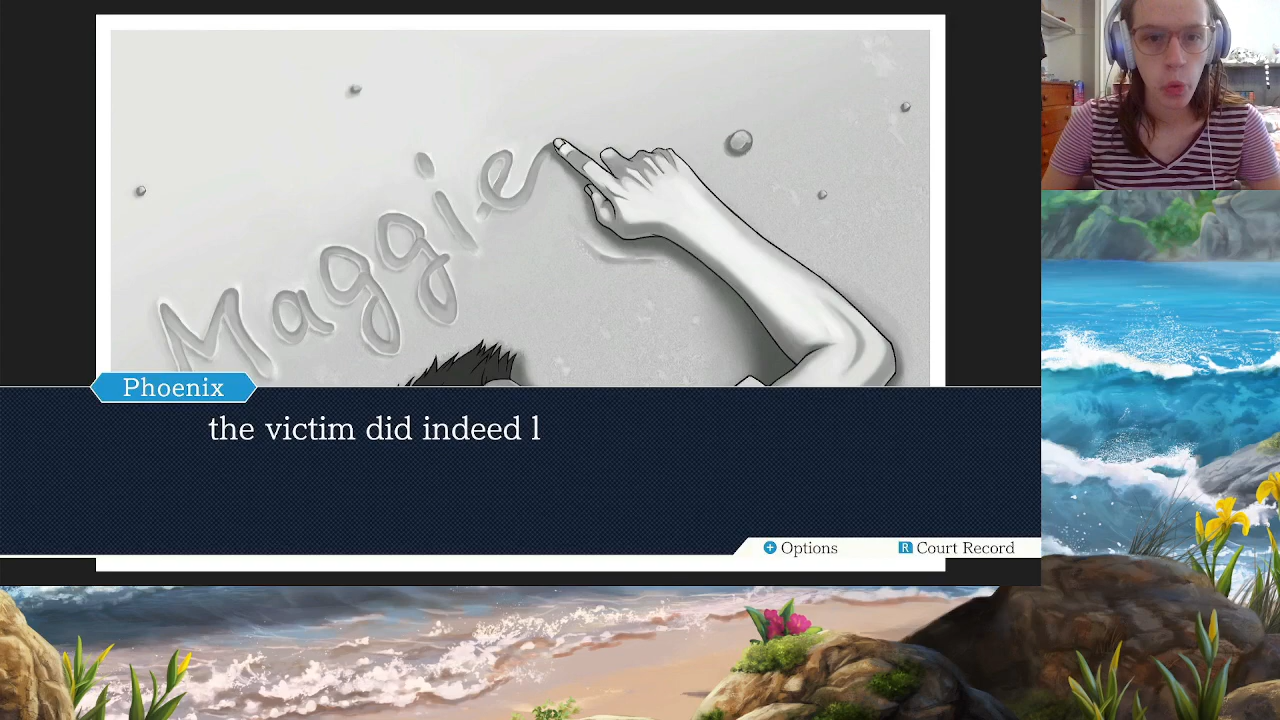 Maggie
Phoenix
the victim did indeed l
+ Options
R Court Record